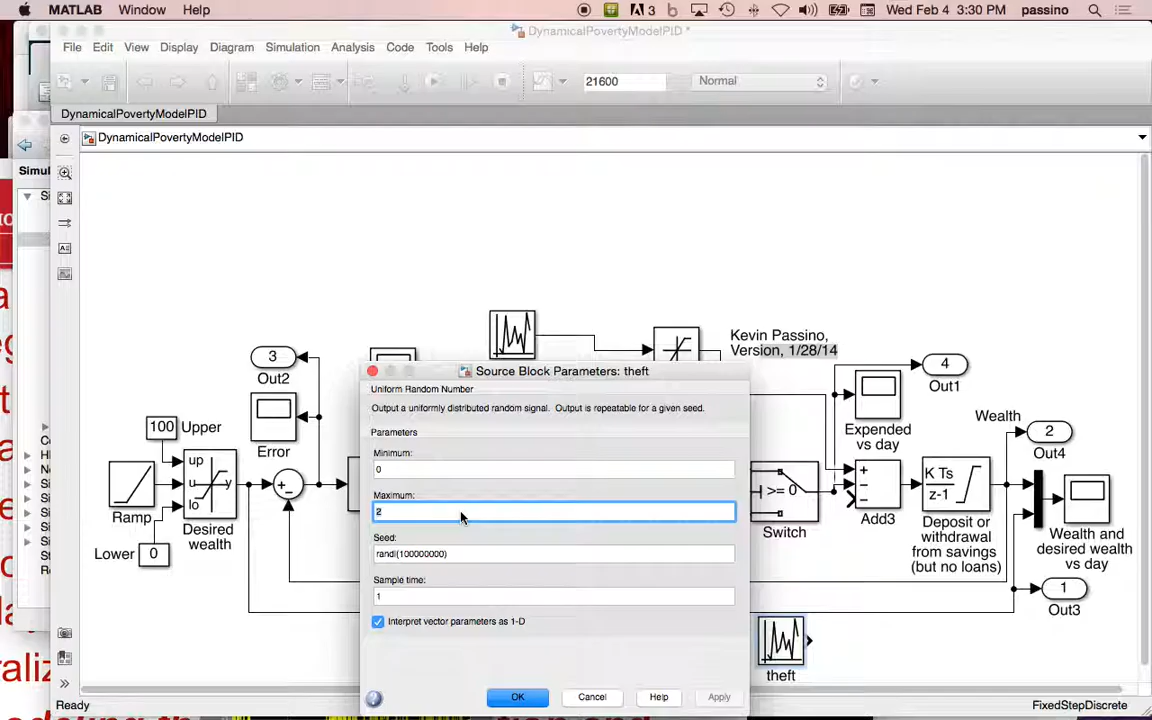 MATLAB Window Help
3
Wed Feb 4 3:30 PM passino
DynamicalPovertyModelPID *
File Edit View Display Diagram Simulation Analysis Code Tools Help
21600
Normal
DynamicalPovertyModelPID
DynamicalPovertyModelPID
Kevin Passino,
Version, 1/28/14
3
Out2
4
Out1
Source Block Parameters: theft
Uniform Random Number
Output a uniformly distributed random signal. Output is repeatable for a given seed.
Parameters
Minimum:
0
Maximum:
2
Seed:
randi(100000000)
Sample time:
1
Interpret vector parameters as 1-D
OK Cancel Help Apply
100 Upper
Error
Expended
vs day
Wealth
2
Out4
up
u y
lo
Ramp
Desired
wealth
Lower 0
+
-
>= 0
Switch
+
-
-
Add3
K Ts
z-1
Deposit or
withdrawal
from savings
(but no loans)
Wealth and
desired wealth
vs day
1
Out3
theft
Ready
FixedStepDiscrete